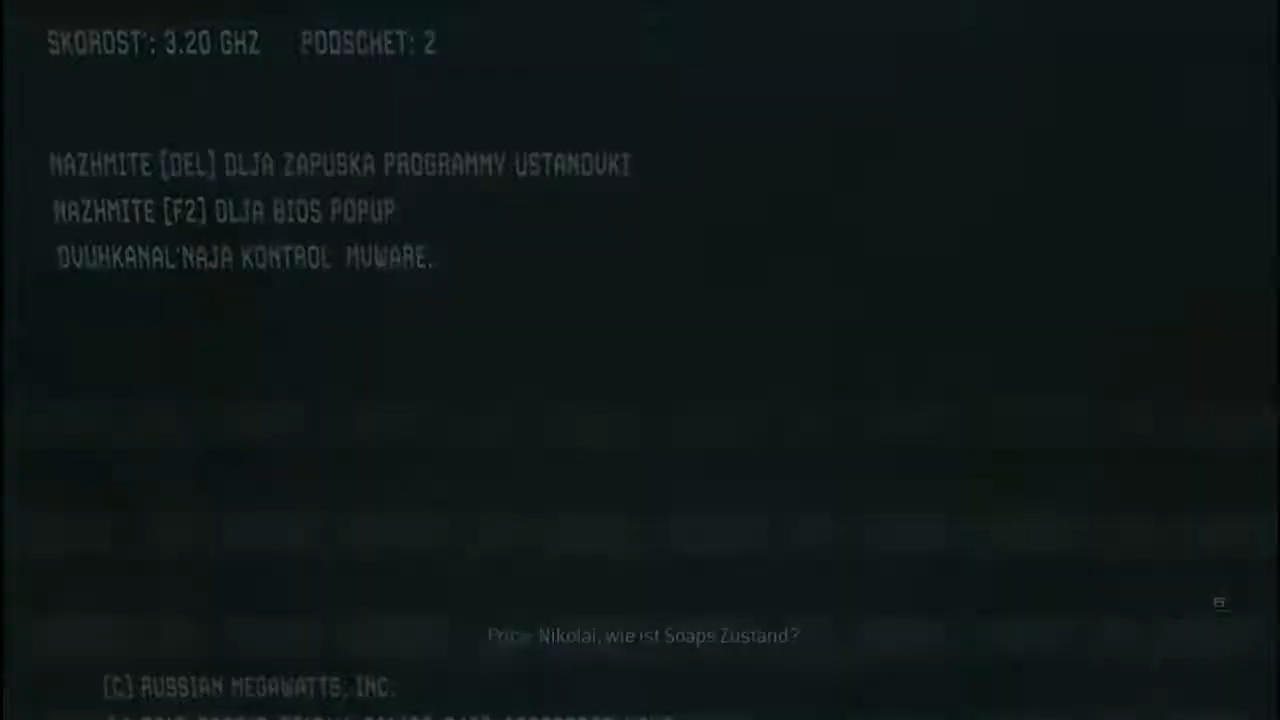 SKOROST': 3.20 GHZ PODSCHET: 2
NAZHMITE [DEL] DLJA ZAPUSKA PROGRAMMY USTANOVKI
NAZHMITE [F2] DLJA BIOS POPUP
DVUHKANAL'NAJA KONTROL MVWARE.
Price: Nikolai, wie ist Soaps Zustand?
(C) RUSSIAN MEGAWATTS, INC.